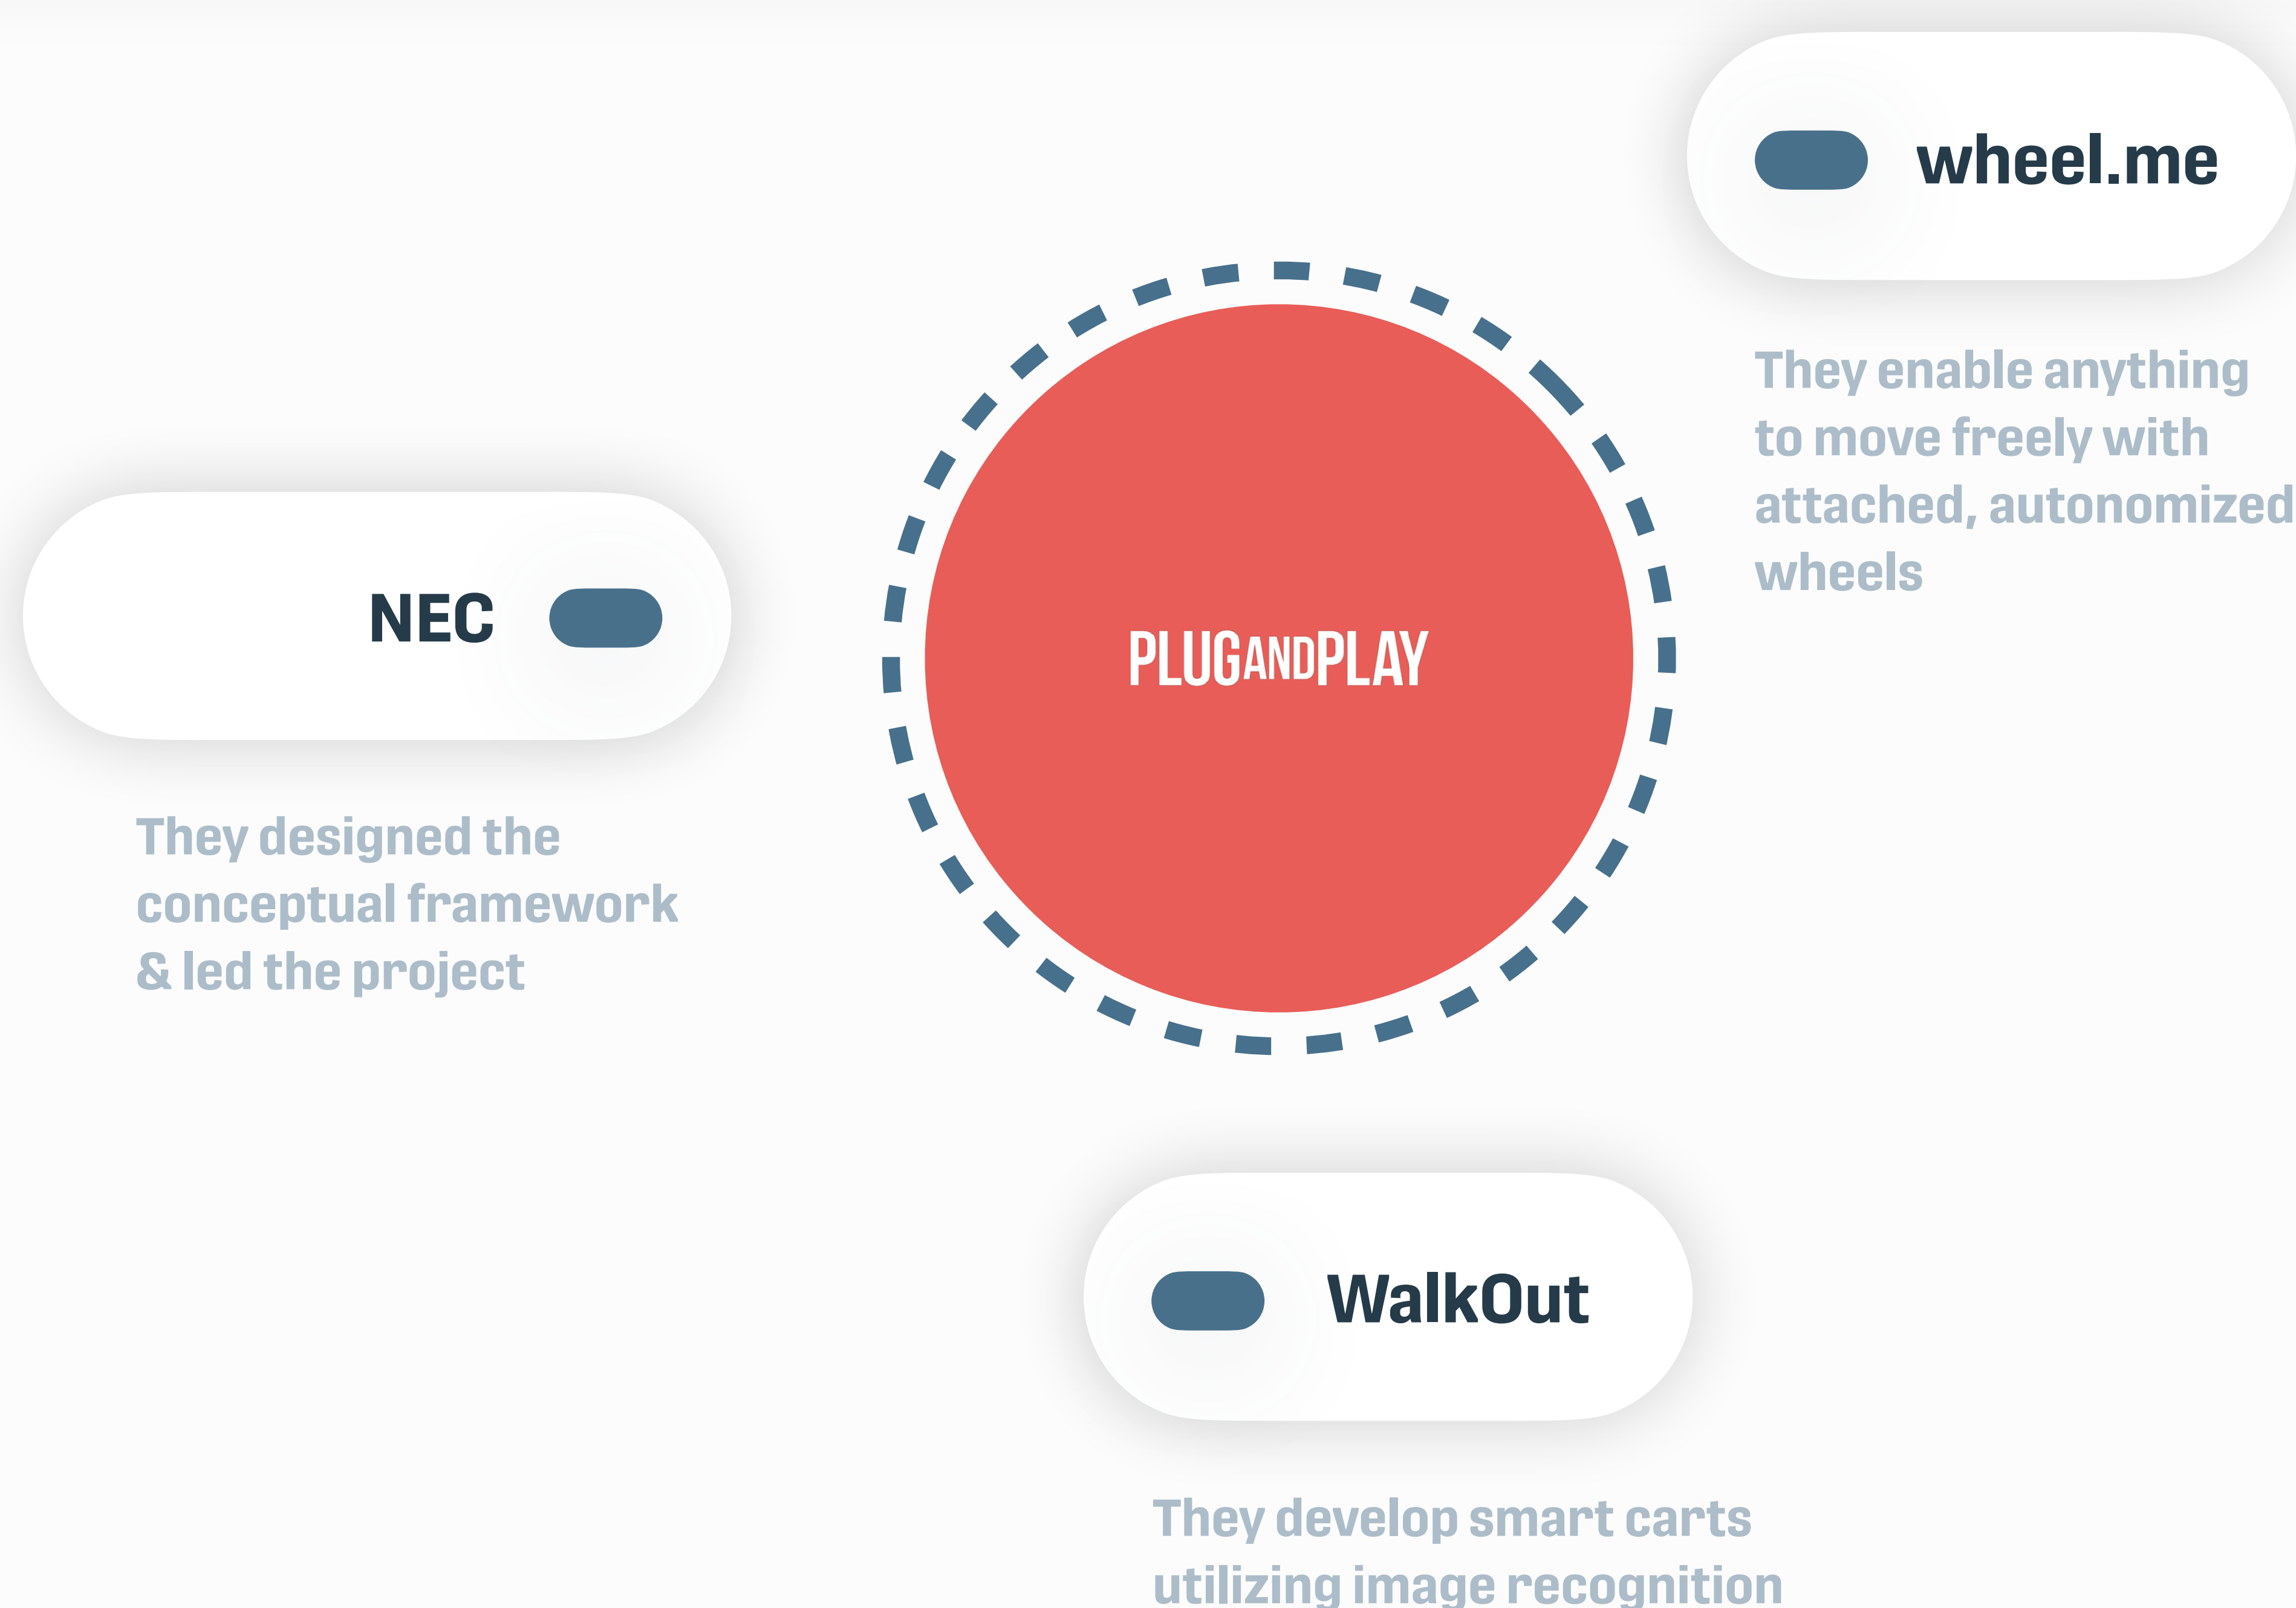 wheel.me
They enable anything
to move freely with
attached, autonomized
wheels
NEC
They designed the
conceptual framework
& led the project
PLUGANDPLAY
WalkOut
They develop smart carts
utilizing image recognition